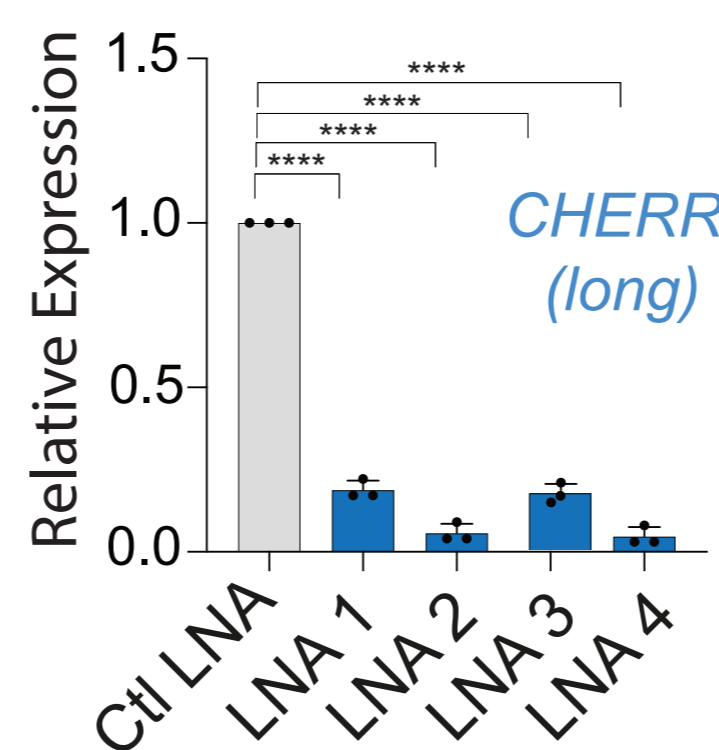 Relative Expression
1.5
1.0
0.5
0.0
****
****
****
****
CHERR
(long)
Ctl LNA
LNA 1
LNA 2
LNA 3
LNA 4